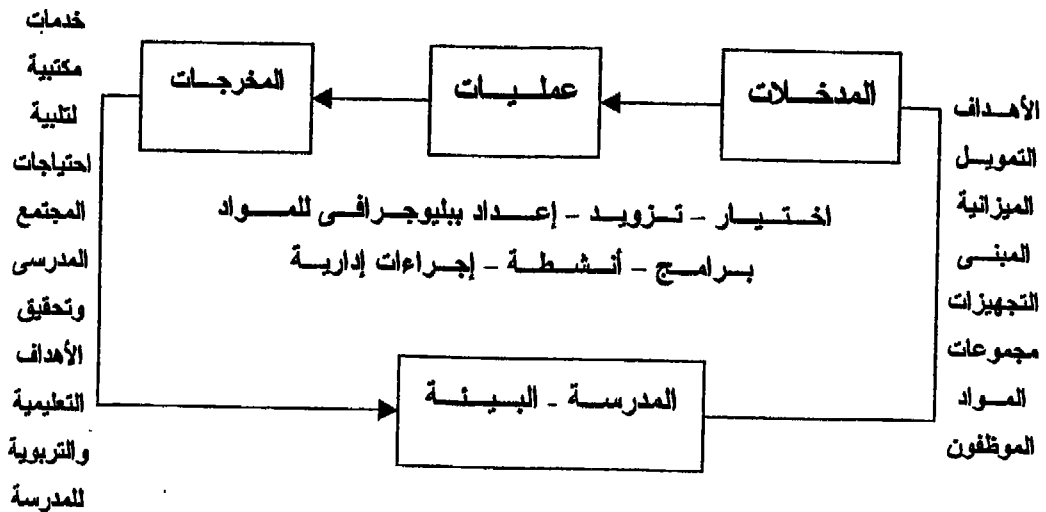 المدخلات
عمليات
المخرجات
الأهداف
التمويل
الميزانية
المبنى
التجهيزات
مجموعات
المواد
الموظفون
اختيار - تزويد - إعداد ببليوجرافى للمواد
برامج - أنشطة - إجراءات إدارية
خدمات
مكتبية
لتلبية
احتياجات
المجتمع
المدرسى
وتحقيق
الأهداف
التعليمية
والتربوية
للمدرسة
المدرسة - البيئة